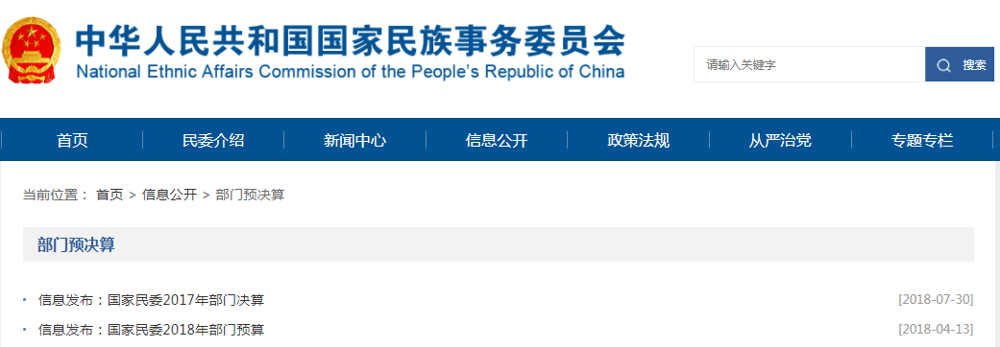 中华人民共和国国家民族事务委员会
National Ethnic Affairs Commission of the People's Republic of China
请输入关键字 搜索
首页 民委介绍 新闻中心 信息公开 政策法规 从严治党 专题专栏
当前位置： 首页 > 信息公开 > 部门预决算
部门预决算
信息发布：国家民委2017年部门决算 [2018-07-30]
信息发布：国家民委2018年部门预算 [2018-04-13]